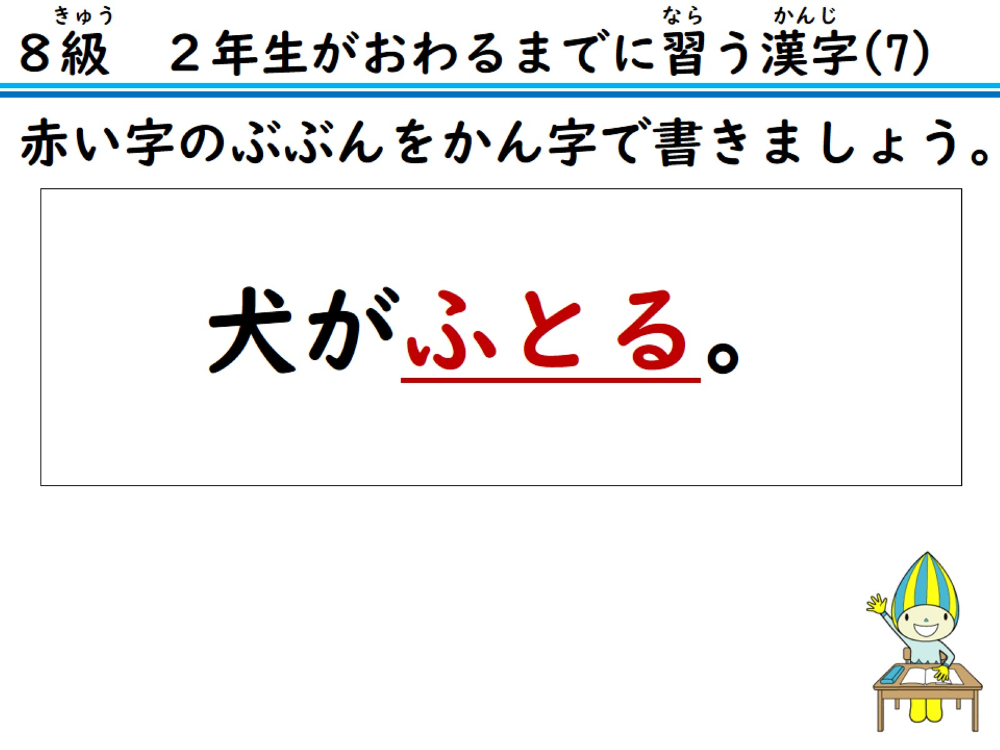 きゅう なら かんじ
８級　２年生がおわるまでに習う漢字(7)
赤い字のぶぶんをかん字で書きましょう。
犬がふとる。